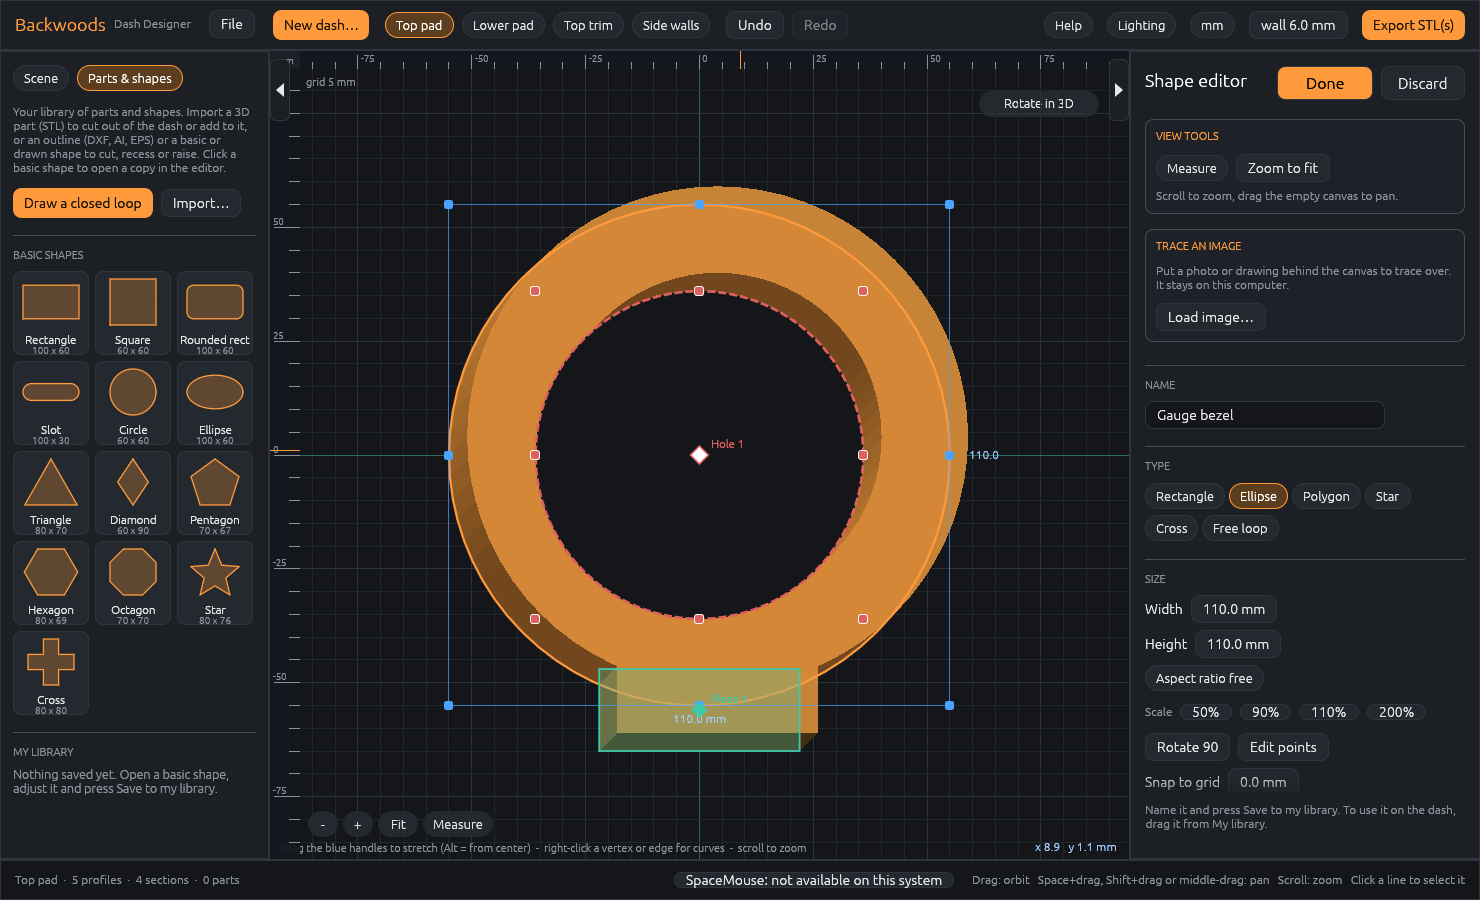 Backwoods Dash Designer File New dash... Top pad Lower pad Top trim Side walls Undo Redo Help Lighting mm wall 6.0 mm Export STL(s)
Scene Parts & shapes
Your library of parts and shapes. Import a 3D
part (STL) to cut out of the dash or add to it,
or an outline (DXF, AI, EPS) or a basic or
drawn shape to cut, recess or raise. Click a
basic shape to open a copy in the editor.
Draw a closed loop Import...
BASIC SHAPES
Rectangle Square Rounded rect
100 x 60 60 x 60 100 x 60
Slot Circle Ellipse
100 x 30 60 x 60 100 x 60
Triangle Diamond Pentagon
80 x 70 60 x 90 70 x 67
Hexagon Octagon Star
80 x 69 70 x 70 80 x 76
Cross
80 x 80
MY LIBRARY
Nothing saved yet. Open a basic shape,
adjust it and press Save to my library.
m -75 -50 -25 0 25 50 75
grid 5 mm
Rotate in 3D
50
25
0
-25
-50
-75
Hole 1
110.0
110.0 mm
- + Fit Measure
g the blue handles to stretch (Alt = from center) - right-click a vertex or edge for curves - scroll to zoom
x 8.9 y 1.1 mm
Shape editor Done Discard
VIEW TOOLS
Measure Zoom to fit
Scroll to zoom, drag the empty canvas to pan.
TRACE AN IMAGE
Put a photo or drawing behind the canvas to trace over.
It stays on this computer.
Load image...
NAME
Gauge bezel
TYPE
Rectangle Ellipse Polygon Star
Cross Free loop
SIZE
Width 110.0 mm
Height 110.0 mm
Aspect ratio free
Scale 50% 90% 110% 200%
Rotate 90 Edit points
Snap to grid 0.0 mm
Name it and press Save to my library. To use it on the dash,
drag it from My library.
Top pad · 5 profiles · 4 sections · 0 parts
SpaceMouse: not available on this system
Drag: orbit Space+drag, Shift+drag or middle-drag: pan Scroll: zoom Click a line to select it